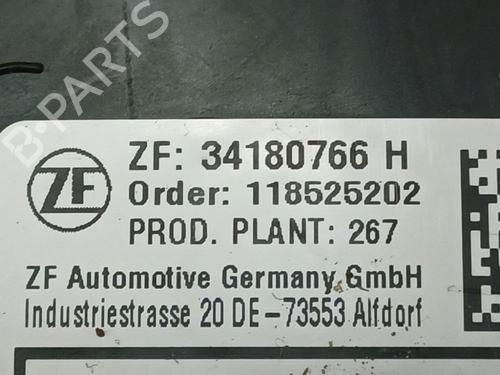 B-PARTS
ZF
ZF: 34180766 H
Order: 118525202
PROD. PLANT: 267
ZF Automotive Germany GmbH
Industriestrasse 20 DE-73553 Alfdorf